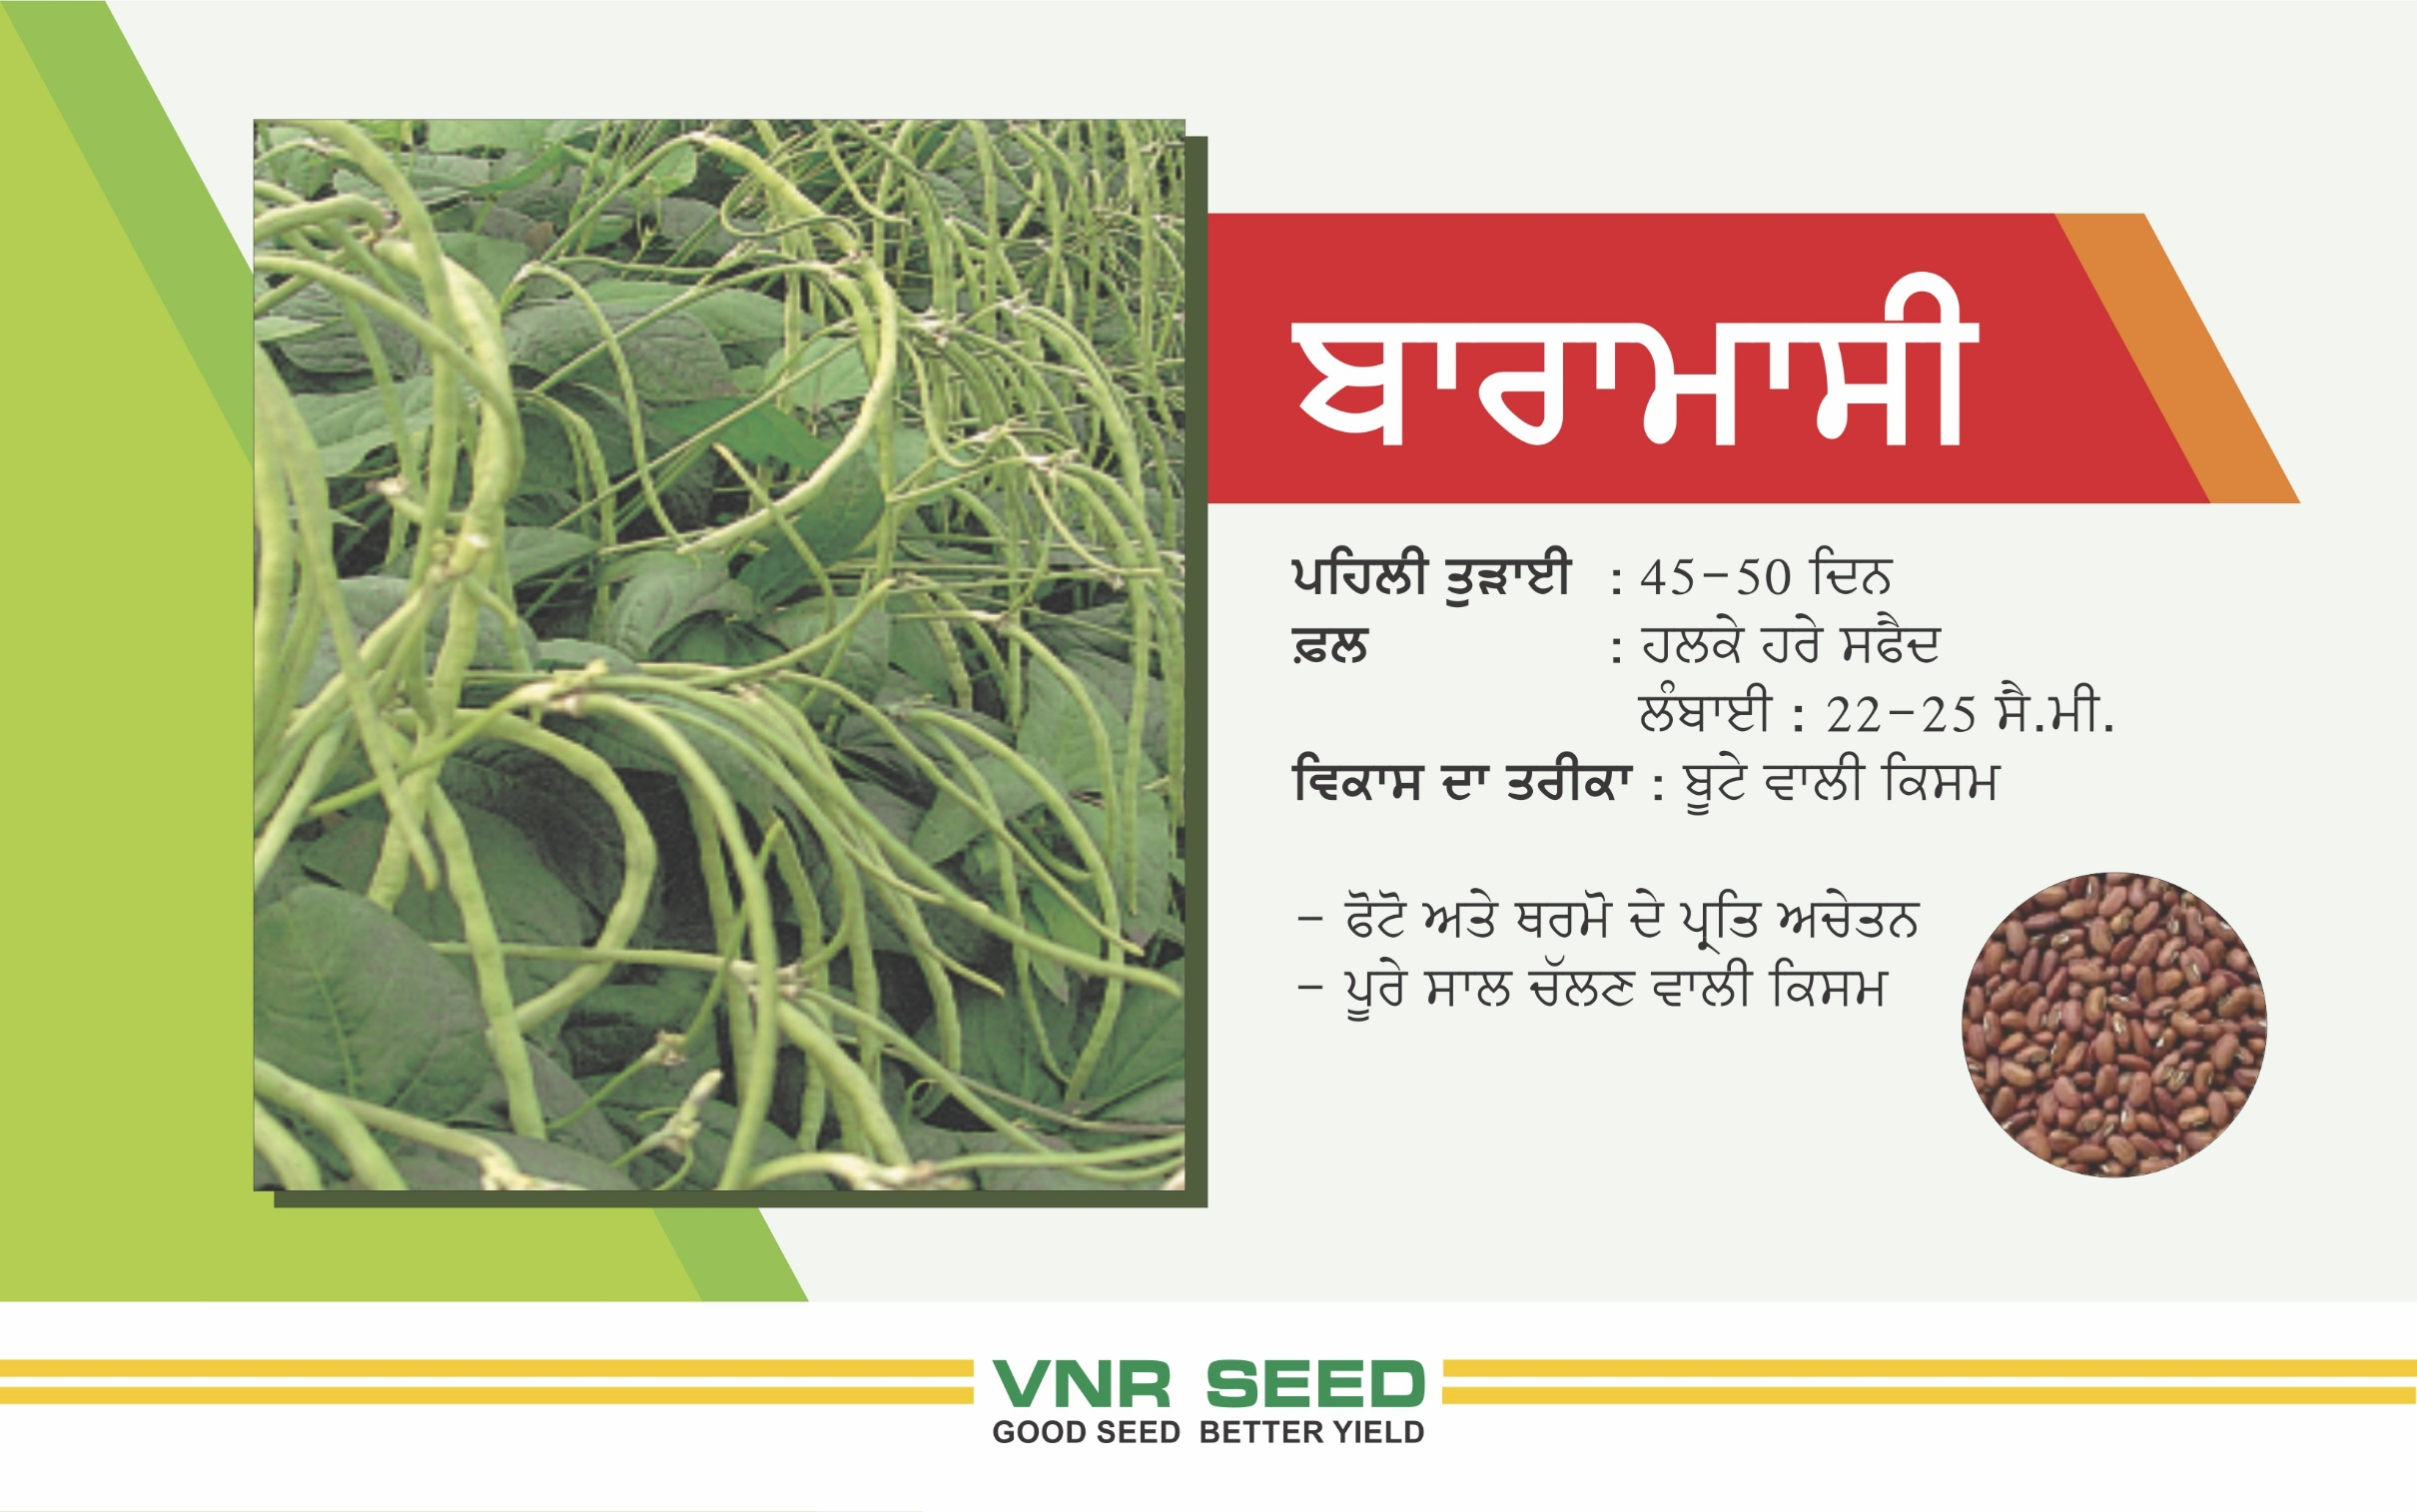 ਬਾਰਾਮਾਸੀ
ਪਹਿਲੀ ਤੁੜਾਈ : 45-50 ਦਿਨ
ਫ਼ਲ : ਹਲਕੇ ਹਰੇ ਸਫੈਦ
ਲੰਬਾਈ : 22-25 ਸੈ.ਮੀ.
ਵਿਕਾਸ ਦਾ ਤਰੀਕਾ : ਬੂਟੇ ਵਾਲੀ ਕਿਸਮ
- ਫੋਟੋ ਅਤੇ ਥਰਮੋ ਦੇ ਪ੍ਰਤਿ ਅਚੇਤਨ
- ਪੂਰੇ ਸਾਲ ਚੱਲਣ ਵਾਲੀ ਕਿਸਮ
VNR SEED
GOOD SEED BETTER YIELD